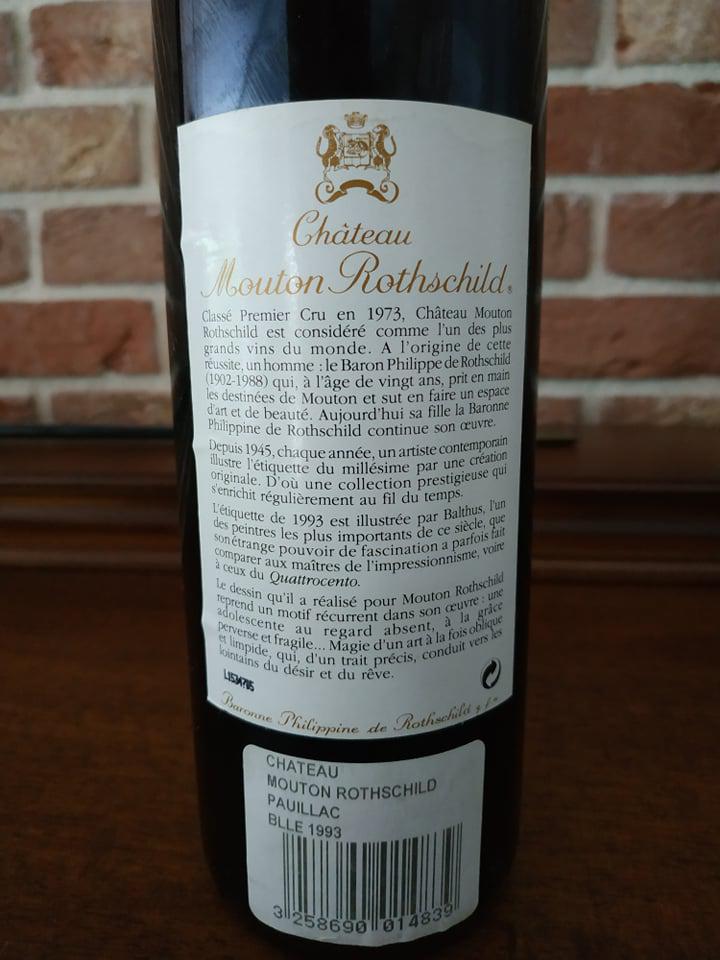 Château
Mouton Rothschild®
Classé Premier Cru en 1973, Château Mouton
Rothschild est considéré comme l'un des plus
grands vins du monde. A l'origine de cette
réussite, un homme : le Baron Philippe de Rothschild
(1902-1988) qui, à l'âge de vingt ans, prit en main
les destinées de Mouton et sut en faire un espace
d'art et de beauté. Aujourd'hui sa fille la Baronne
Philippine de Rothschild continue son œuvre.
Depuis 1945, chaque année, un artiste contemporain
illustre l'étiquette du millésime par une création
originale. D'où une collection prestigieuse qui
s'enrichit régulièrement au fil du temps.
L'étiquette de 1993 est illustrée par Balthus, l'un
des peintres les plus importants de ce siècle, que
son étrange pouvoir de fascination a parfois fait
comparer aux maîtres de l'impressionnisme, voire
à ceux du Quattrocento.
Le dessin qu'il a réalisé pour Mouton Rothschild
reprend un motif récurrent dans son œuvre : une
adolescente au regard absent, à la grâce
perverse et fragile... Magie d'un art à la fois oblique
et limpide, qui, d'un trait précis, conduit vers les
lointains du désir et du rêve.
Baronne Philippine de Rothschild g.f.a.
CHATEAU
MOUTON ROTHSCHILD
PAUILLAC
BLLE 1993
3 258690 014839